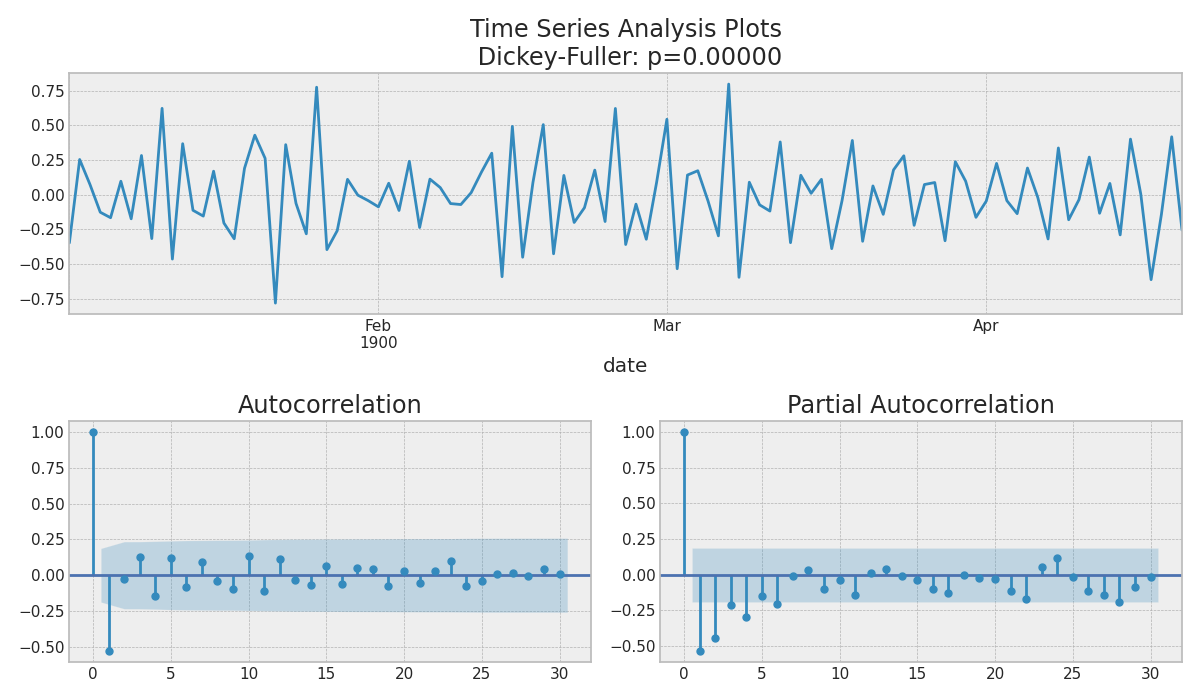 Time Series Analysis Plots
Dickey-Fuller: p=0.00000
0.75
0.50
0.25
0.00
−0.25
−0.50
−0.75
Feb
1900
Mar
Apr
date
Autocorrelation
1.00
0.75
0.50
0.25
0.00
−0.25
−0.50
0 5 10 15 20 25 30
Partial Autocorrelation
1.00
0.75
0.50
0.25
0.00
−0.25
−0.50
0 5 10 15 20 25 30